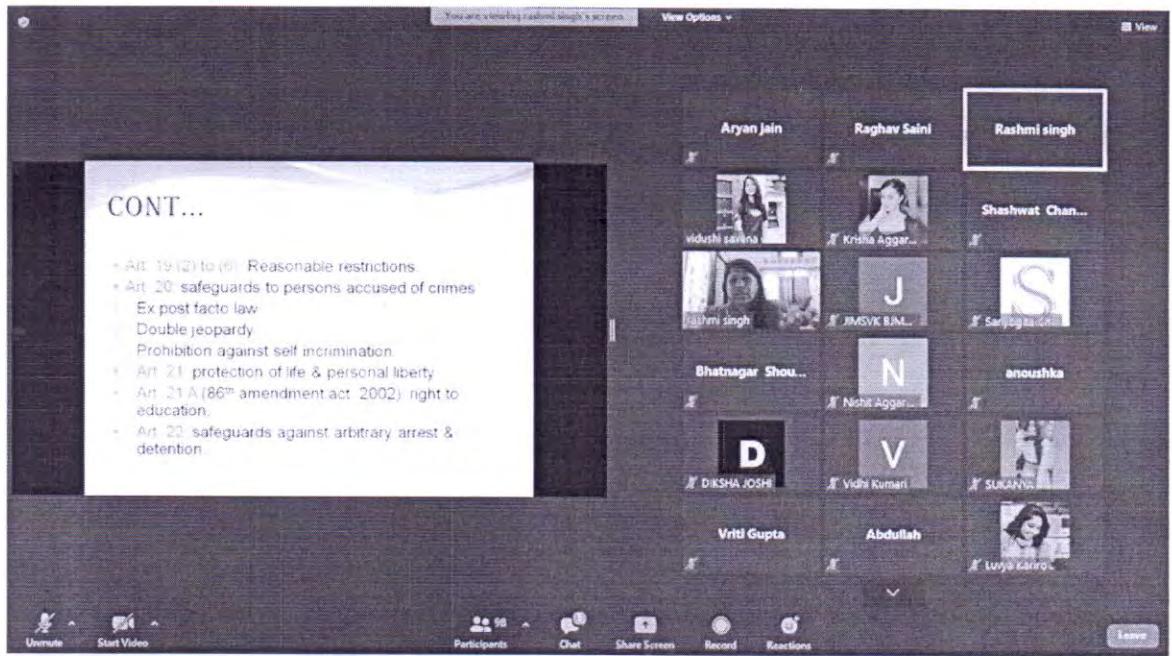 You are viewing rashmi singh's screen
View Options
View
CONT...
Art. 19 (2) to (6) Reasonable restrictions.
Art. 20: safeguards to persons accused of crimes
Ex post facto law
Double jeopardy
Prohibition against self incrimination.
Art. 21: protection of life & personal liberty
Art. 21 A (86th amendment act. 2002): right to
education.
Art. 22: safeguards against arbitrary arrest &
detention.
Aryan Jain
Raghav Saini
Rashmi singh
vidushi saxena
Krisha Aggar...
Shashwat Chan...
rashmi singh
J
JIMSVK BJM...
S
Bhatnagar Shou...
N
Nishit Aggar...
anoushka
D
DIKSHA JOSHI
V
Vidhi Kumari
SUKANYA
Vriti Gupta
Abdullah
Luvya
Unmute
Start Video
98
Participants
1
Chat
Share Screen
Record
Reactions
Leave